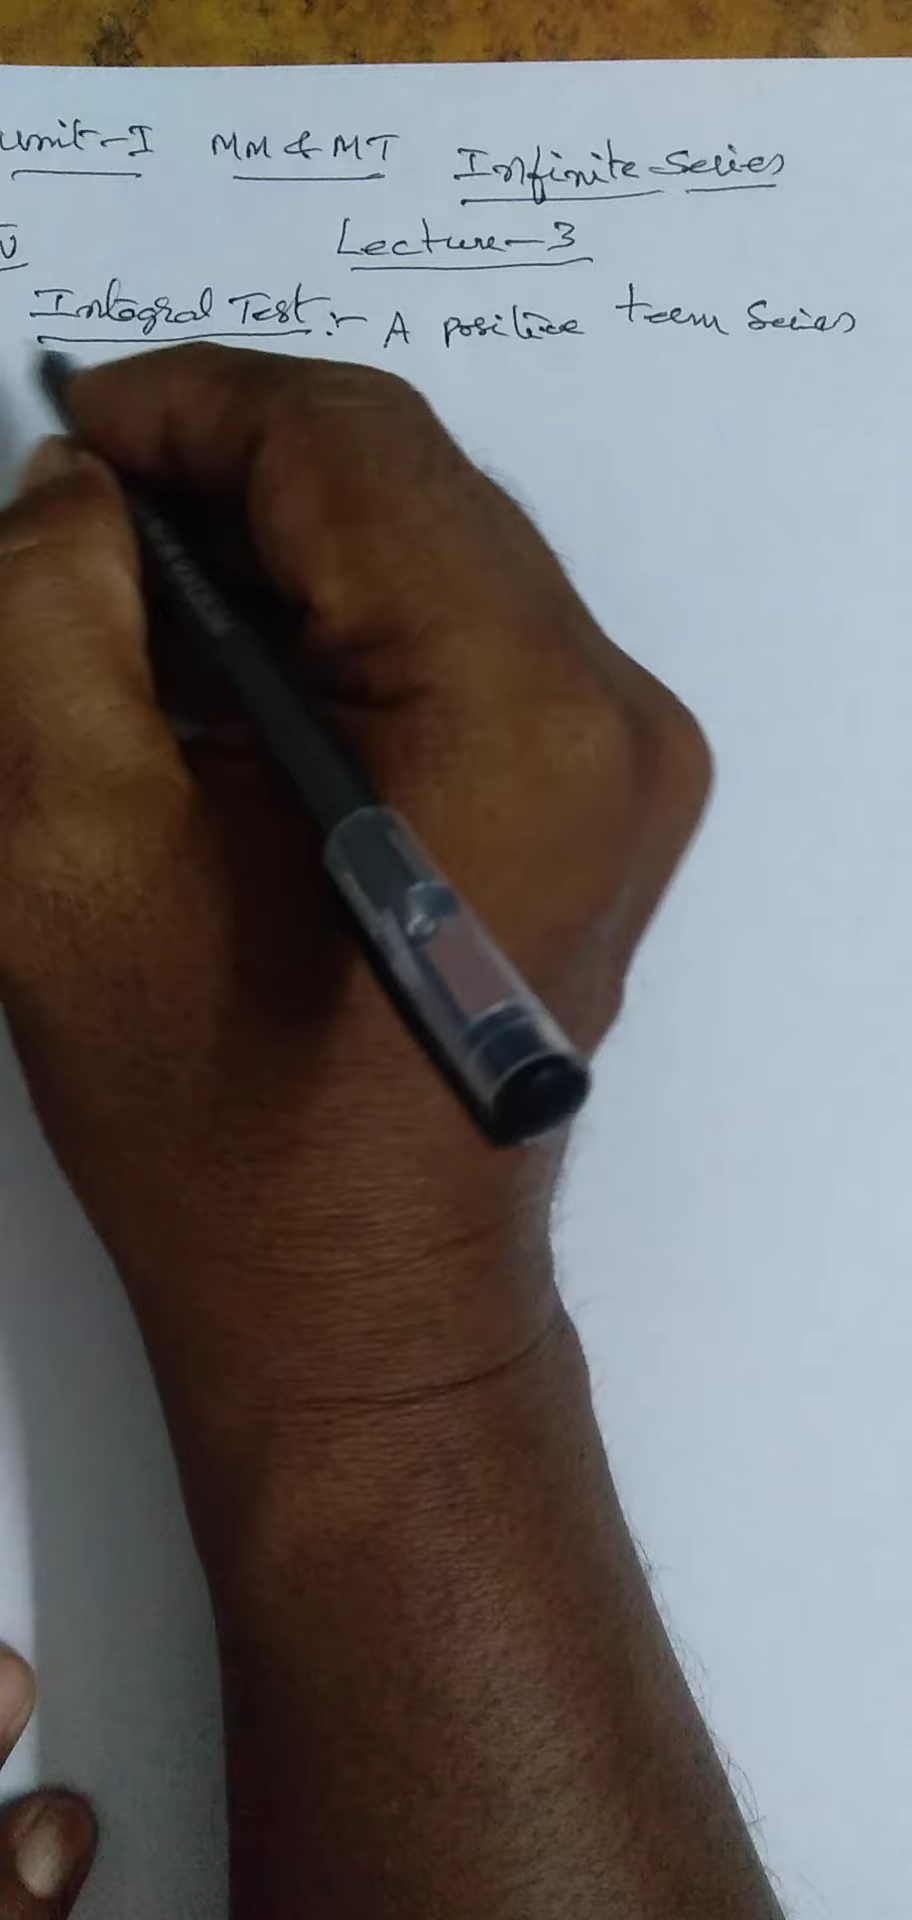 Unit-I MM & MT Infinite Series
Lecture-3
Integral Test :- A positive term Series